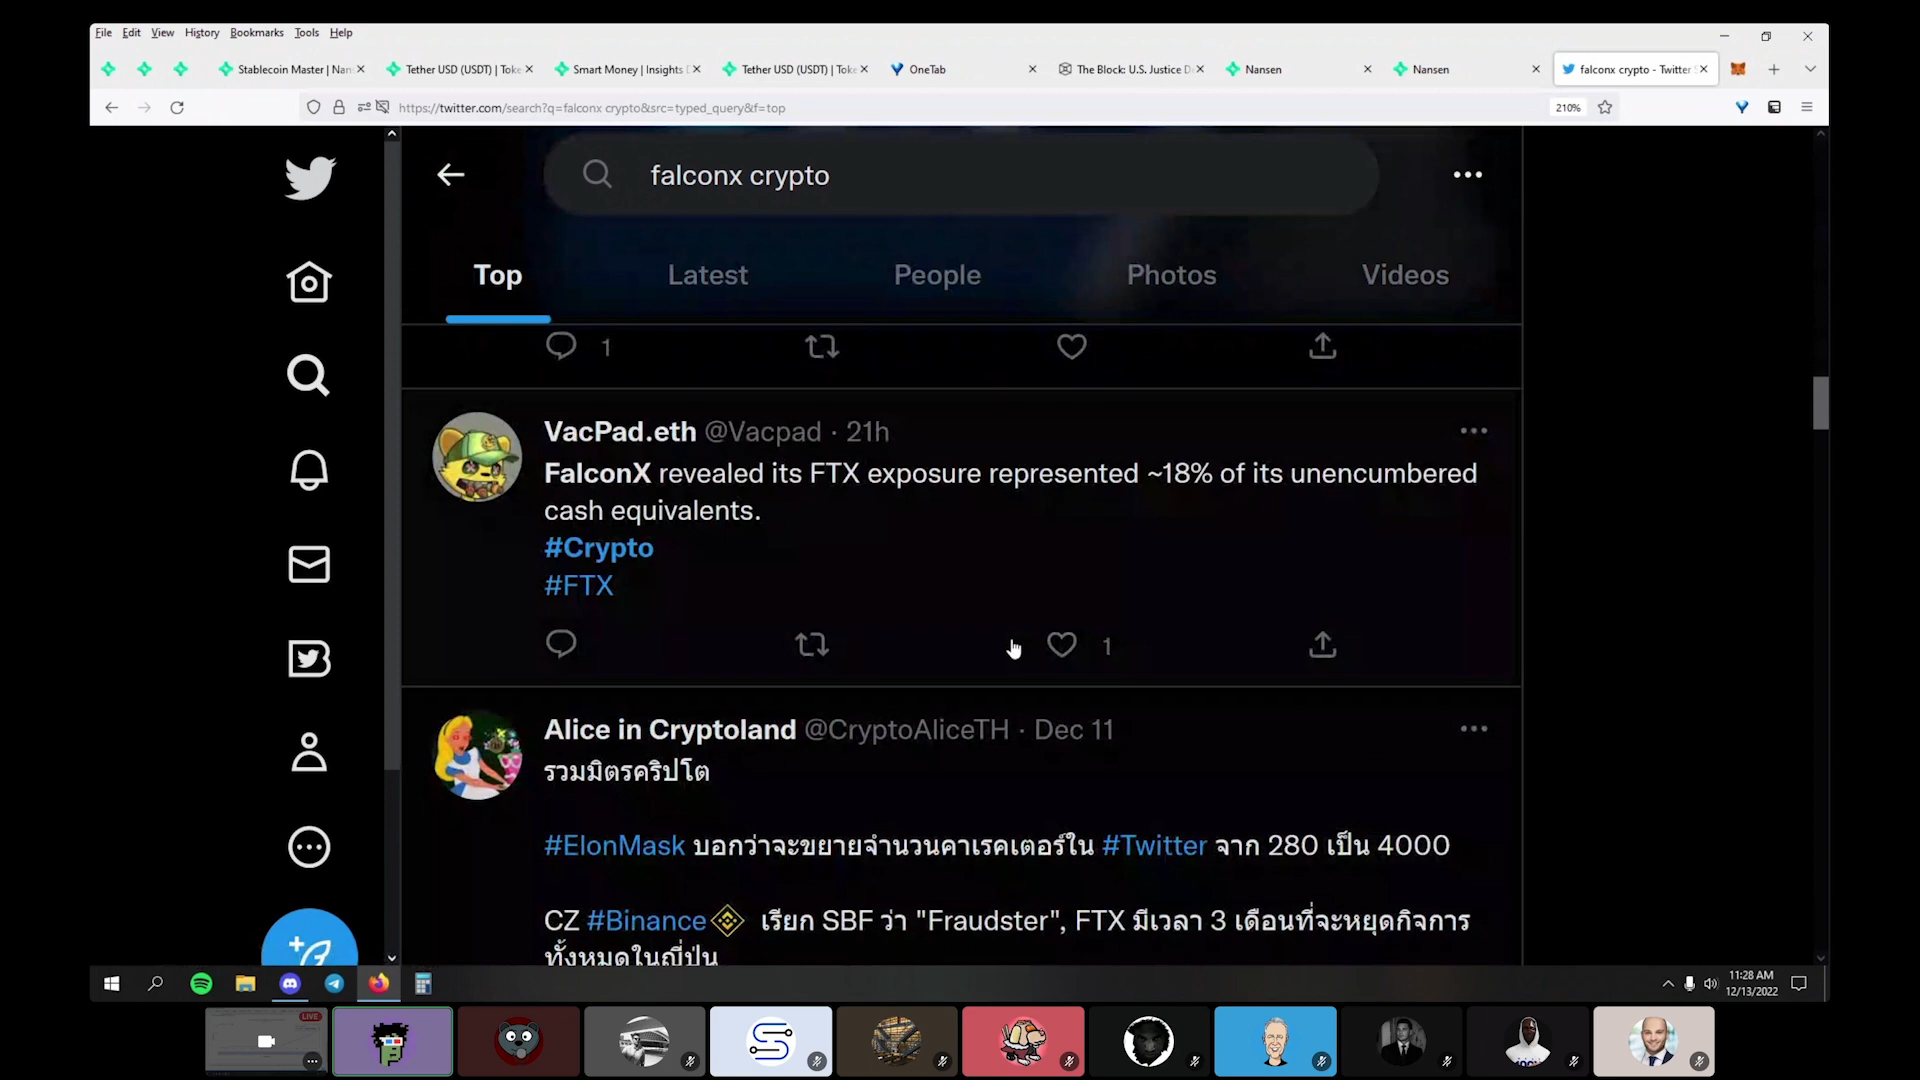 File Edit View History Bookmarks Tools Help
Stablecoin Master | Nan
Tether USD (USDT) | Toke
Smart Money | Insights
Tether USD (USDT) | Toke
OneTab
The Block: U.S. Justice D
Nansen
Nansen
falconx crypto - Twitter
https://twitter.com/search?q=falconx crypto&src=typed_query&f=top
210%
falconx crypto
Top Latest People Photos Videos
1
VacPad.eth @Vacpad · 21h
FalconX revealed its FTX exposure represented ~18% of its unencumbered
cash equivalents.
#Crypto
#FTX
1
Alice in Cryptoland @CryptoAliceTH · Dec 11
รวมมิตรคริปโต
#ElonMask บอกว่าจะขยายจำนวนคาเรคเตอร์ใน #Twitter จาก 280 เป็น 4000
CZ #Binance เรียก SBF ว่า "Fraudster", FTX มีเวลา 3 เดือนที่จะหยุดกิจการ
ทั้งหมดในญี่ปุ่น
11:28 AM
12/13/2022
LIVE